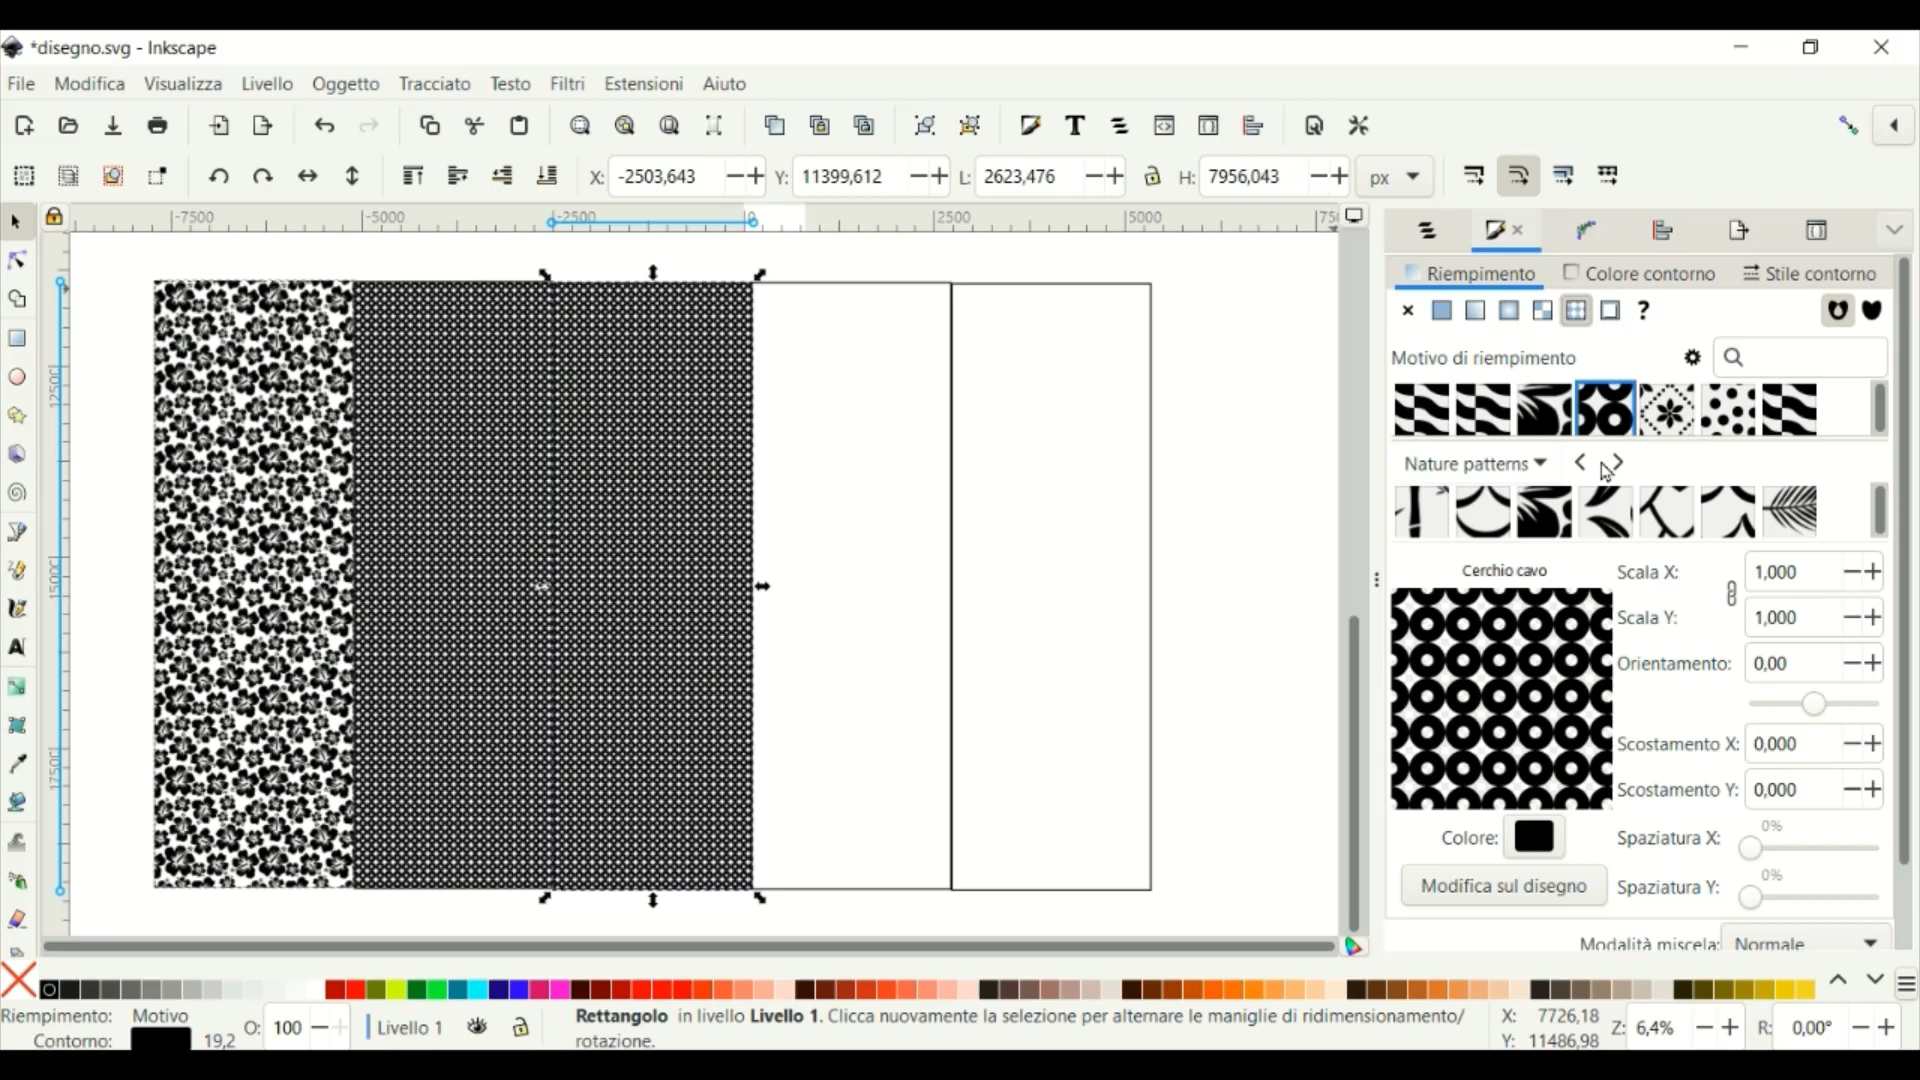 *disegno.svg - Inkscape
File Modifica Visualizza Livello Oggetto Tracciato Testo Filtri Estensioni Aiuto
X: -2503,643 Y: 11399,612 L: 2623,476 H: 7956,043 px
-7500 -5000 -2500 0 2500 5000 750
12500
15000
17500
Riempimento Colore contorno Stile contorno
Motivo di riempimento
Nature patterns
Cerchio cavo
Scala X: 1,000
Scala Y: 1,000
Orientamento: 0,00
Scostamento X: 0,000
Scostamento Y: 0,000
Colore:
Spaziatura X: 0%
Modifica sul disegno
Spaziatura Y: 0%
Modalità miscela: Normale
Riempimento: Motivo
Contorno: 19,2
O: 100
Livello 1
Rettangolo in livello Livello 1. Clicca nuovamente la selezione per alternare le maniglie di ridimensionamento/
rotazione.
X: 7726,18
Y: 11486,98
Z: 6,4%
R: 0,00°